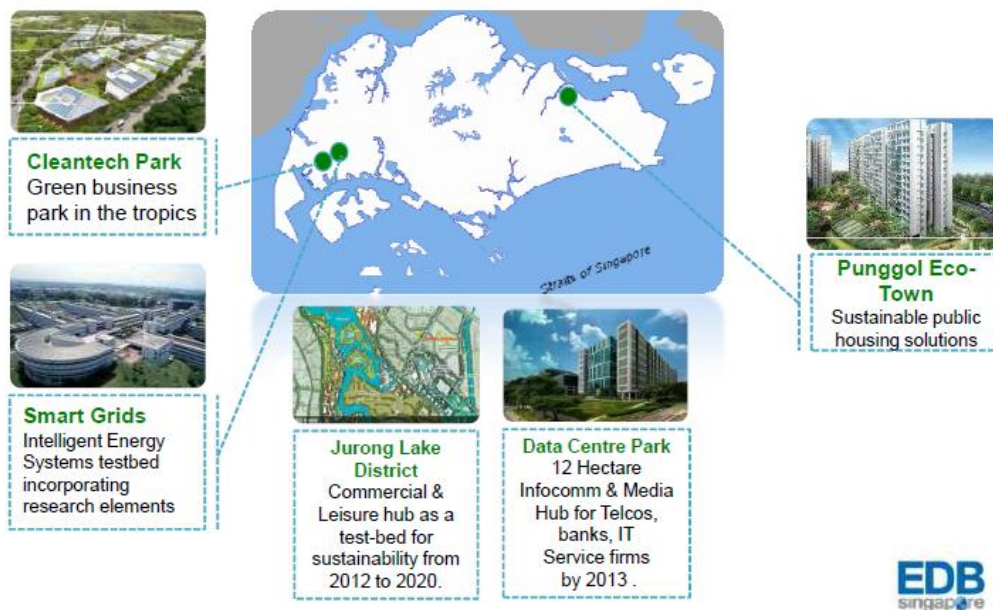 Cleantech Park
Green business
park in the tropics
Straits of Singapore
Punggol Eco-
Town
Sustainable public
housing solutions
Smart Grids
Intelligent Energy
Systems testbed
incorporating
research elements
Jurong Lake
District
Commercial &
Leisure hub as a
test-bed for
sustainability from
2012 to 2020.
Data Centre Park
12 Hectare
Infocomm & Media
Hub for Telcos,
banks, IT
Service firms
by 2013 .
EDB
singapore